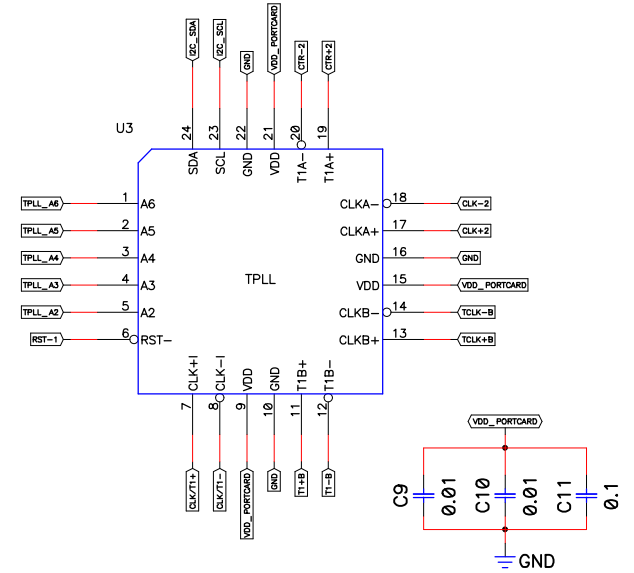 I2C_SDA
I2C_SCL
GND
VDD_PORTCARD
CTR-2
CTR+2
U3
24
23
22
21
20
19
SDA
SCL
GND
VDD
T1A-
T1A+
TPLL_A6 1 A6
TPLL_A5 2 A5
TPLL_A4 3 A4
TPLL_A3 4 A3
TPLL_A2 5 A2
RST-1 6 RST-
TPLL
CLKA- 18 CLK-2
CLKA+ 17 CLK+2
GND 16 GND
VDD 15 VDD_PORTCARD
CLKB- 14 TCLK-B
CLKB+ 13 TCLK+B
CLK+I
CLK-I
VDD
GND
T1B+
T1B-
7
8
9
10
11
12
CLK/T1+
CLK/T1-
VDD_PORTCARD
GND
T1+B
T1-B
VDD_PORTCARD
C9
0.01
C10
0.01
C11
0.1
GND